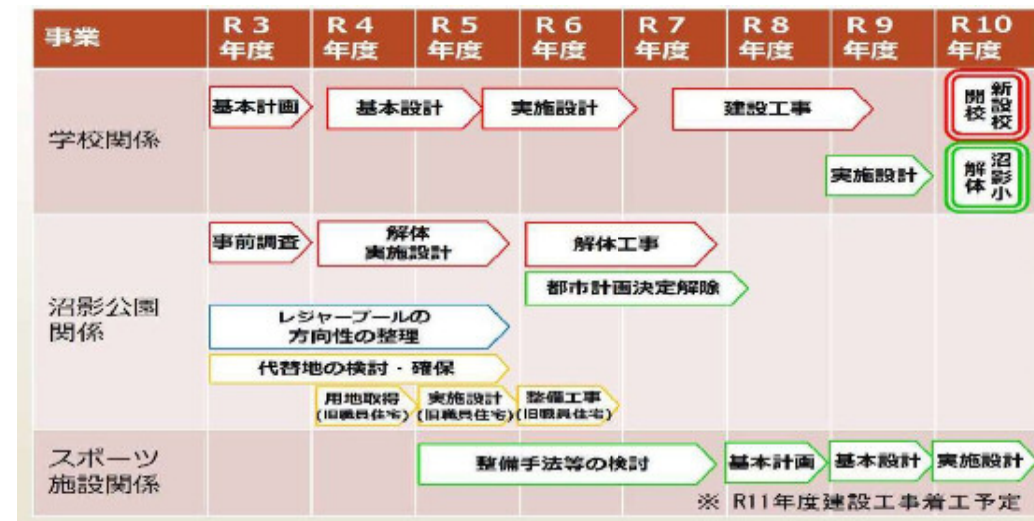 事業
R3
年度
R4
年度
R5
年度
R6
年度
R7
年度
R8
年度
R9
年度
R10
年度
学校関係
基本計画
基本設計
実施設計
建設工事
新設校
開校
実施設計
沼影小
解体
沼影公園
関係
事前調査
解体
実施設計
解体工事
都市計画決定解除
レジャープールの
方向性の整理
代替地の検討・確保
用地取得
(旧職員住宅)
実施設計
(旧職員住宅)
整備工事
(旧職員住宅)
スポーツ
施設関係
整備手法等の検討
基本計画
基本設計
実施設計
※ R11年度建設工事着工予定